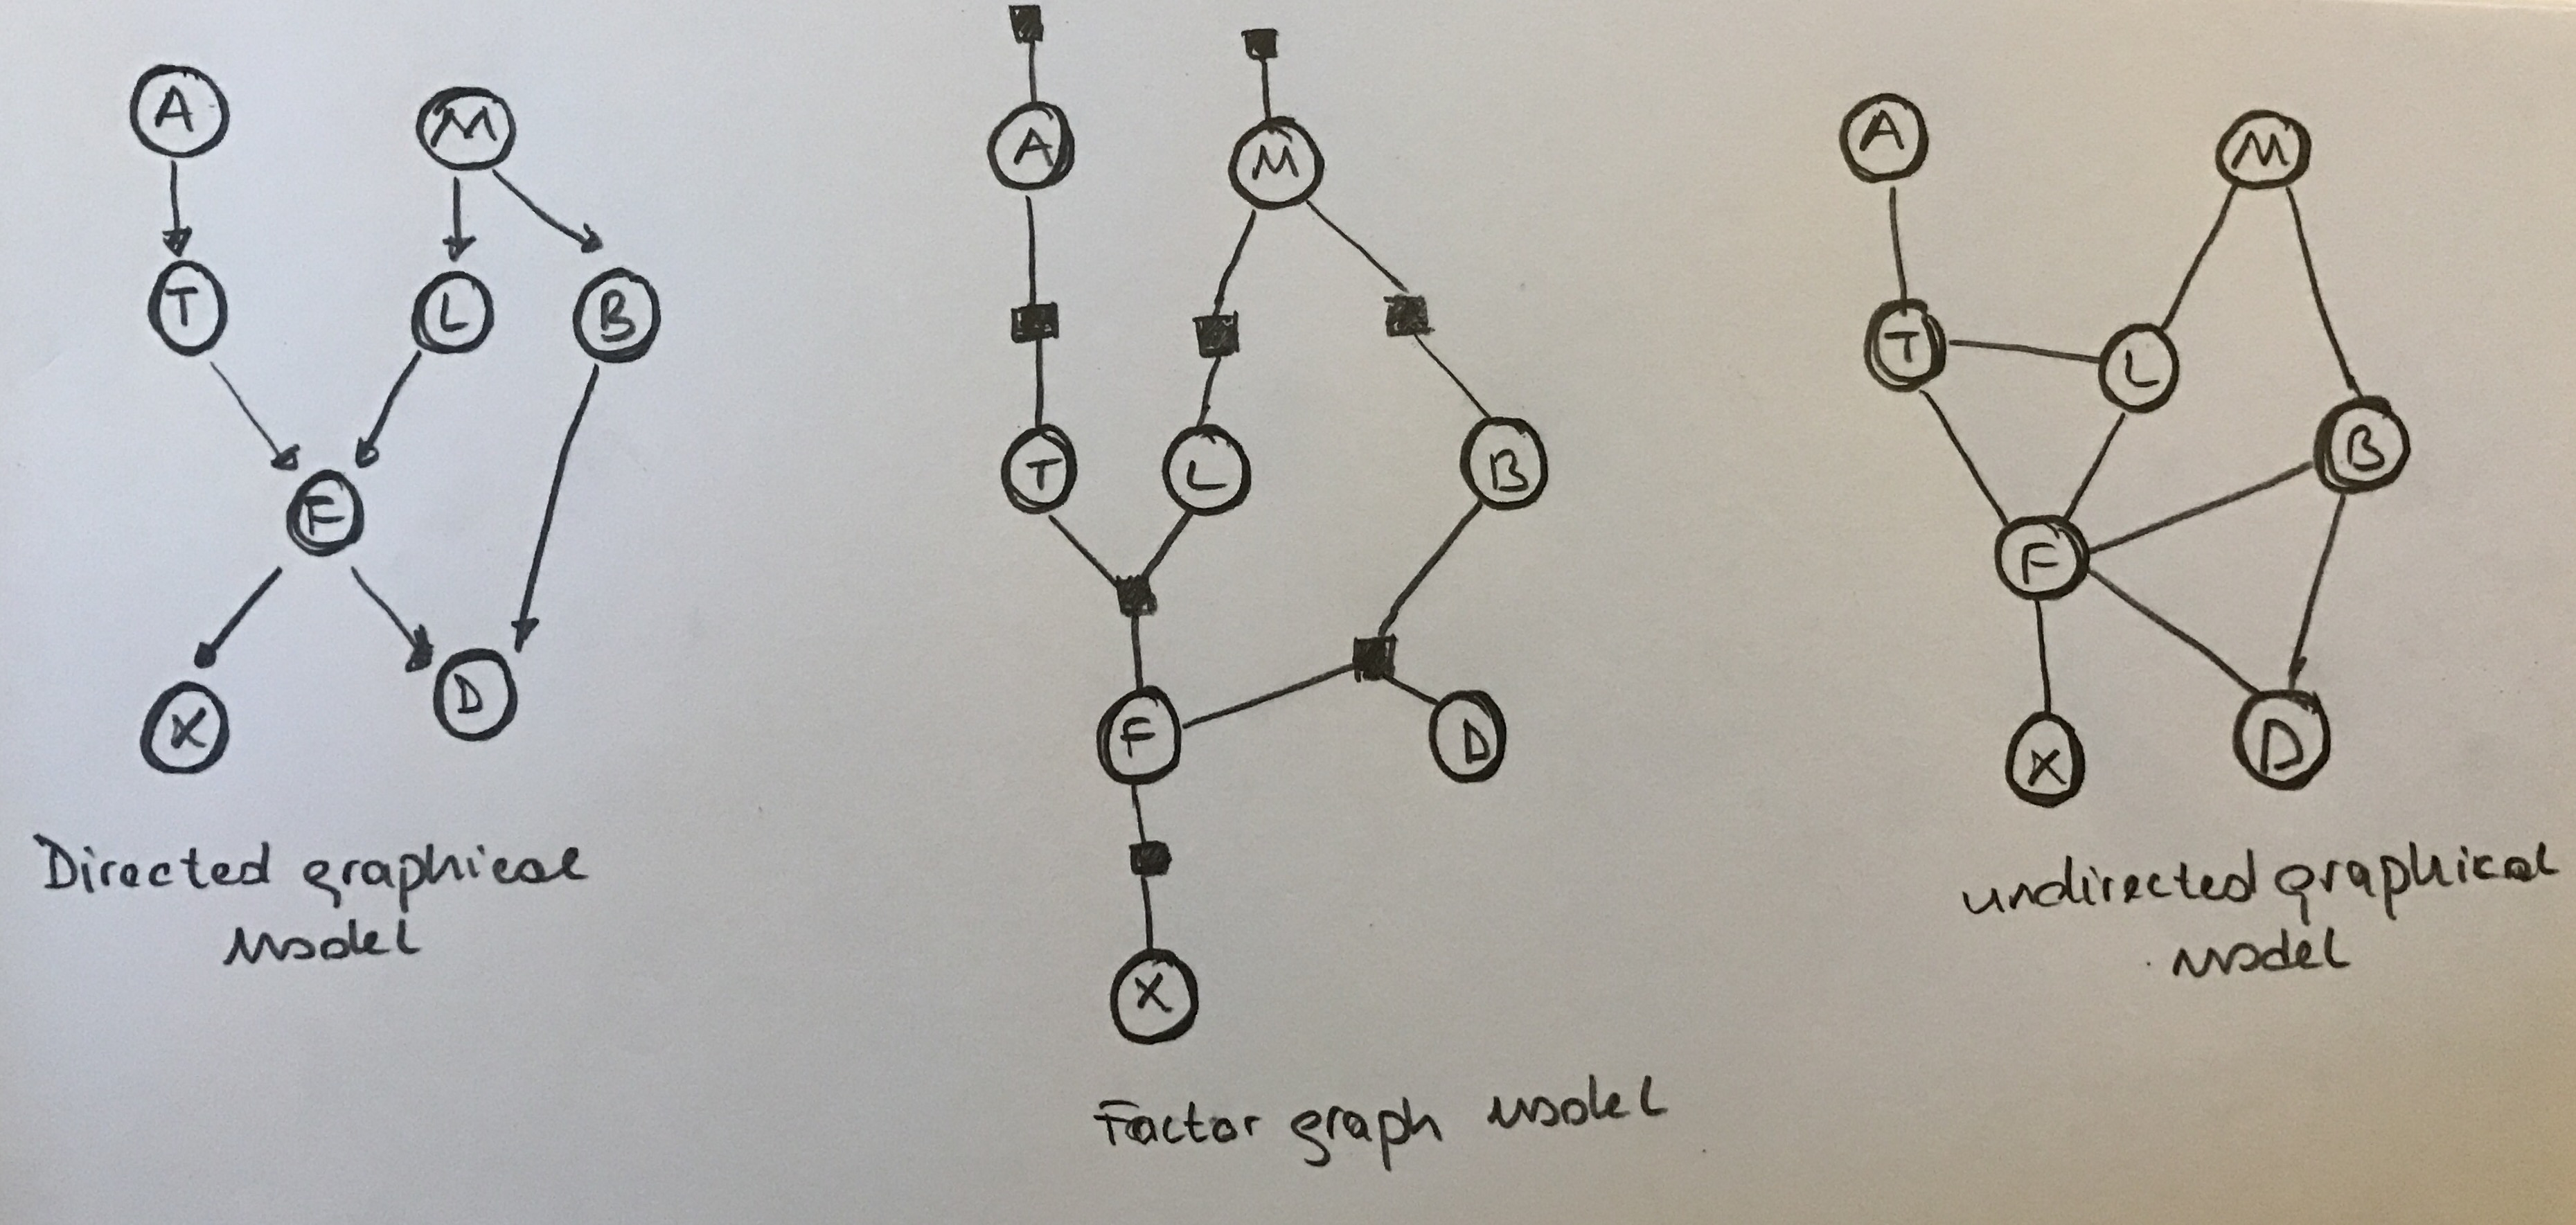 A M
T L B
F
X D
Directed graphical
Model
A M
T L B
F D
X
Factor graph Model
A M
T L B
F
X D
undirected graphical
Model